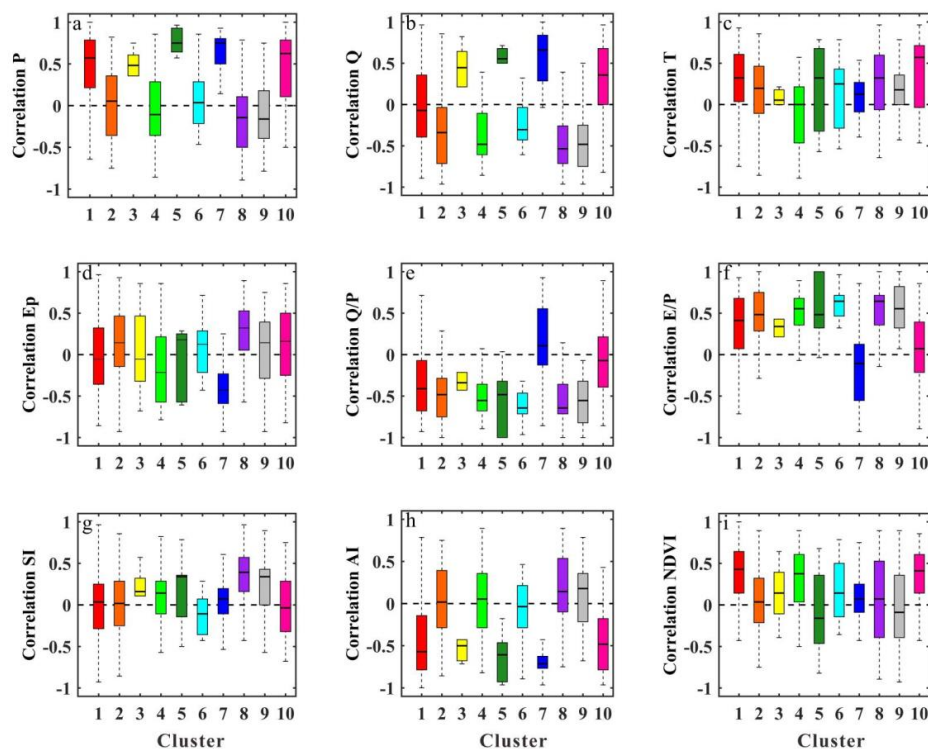 a
Correlation P
1
0.5
0
-0.5
-1
1 2 3 4 5 6 7 8 9 10
b
Correlation Q
1
0.5
0
-0.5
-1
1 2 3 4 5 6 7 8 9 10
c
Correlation T
1
0.5
0
-0.5
-1
1 2 3 4 5 6 7 8 9 10
d
Correlation Ep
1
0.5
0
-0.5
-1
1 2 3 4 5 6 7 8 9 10
e
Correlation Q/P
1
0.5
0
-0.5
-1
1 2 3 4 5 6 7 8 9 10
f
Correlation E/P
1
0.5
0
-0.5
-1
1 2 3 4 5 6 7 8 9 10
g
Correlation SI
1
0.5
0
-0.5
-1
1 2 3 4 5 6 7 8 9 10
Cluster
h
Correlation AI
1
0.5
0
-0.5
-1
1 2 3 4 5 6 7 8 9 10
Cluster
i
Correlation NDVI
1
0.5
0
-0.5
-1
1 2 3 4 5 6 7 8 9 10
Cluster